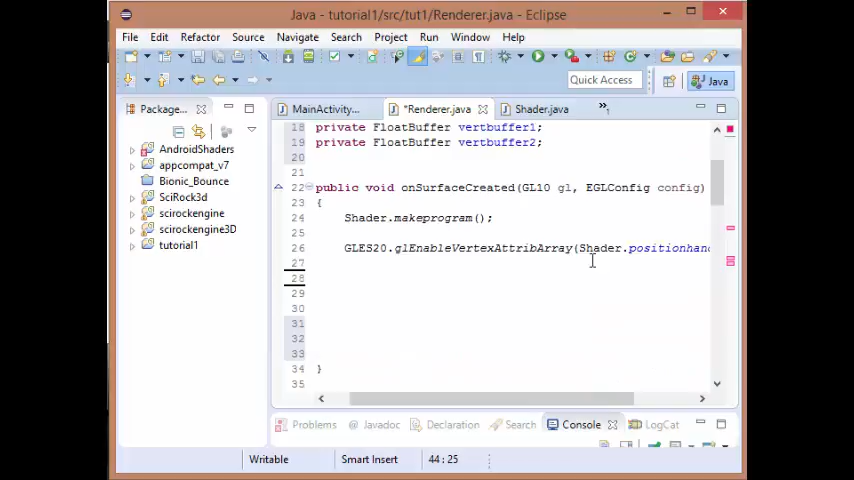 Java - tutorial1/src/tut1/Renderer.java - Eclipse
File Edit Refactor Source Navigate Search Project Run Window Help
Quick Access
Java
Package...
MainActivity....
*Renderer.java
Shader.java
»1
AndroidShaders
appcompat_v7
Bionic_Bounce
SciRock3d
scirockengine
scirockengine3D
tutorial1
18 private FloatBuffer vertbuffer1;
19 private FloatBuffer vertbuffer2;
20
21
22 public void onSurfaceCreated(GL10 gl, EGLConfig config)
23 {
24 Shader.makeprogram();
25
26 GLES20.glEnableVertexAttribArray(Shader.positionhand
27
28
29
30
31
32
33
34 }
35
Problems @ Javadoc Declaration Search Console LogCat
Writable Smart Insert 44 : 25